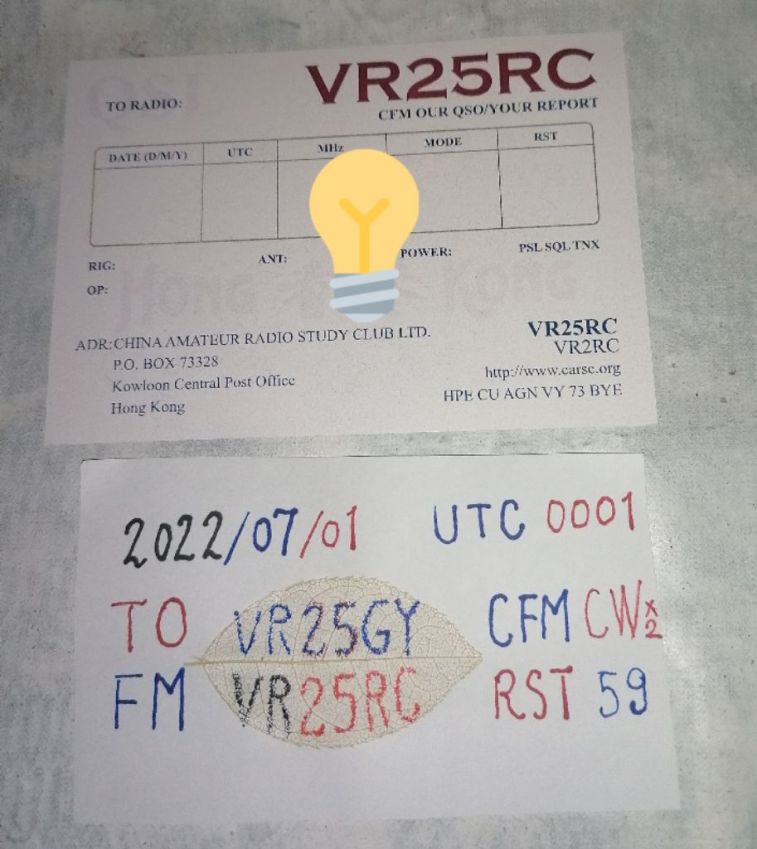 VR25RC
TO RADIO:
CFM OUR QSO/YOUR REPORT
DATE (D/M/Y) UTC MHz MODE RST
RIG: ANT: POWER: PSL SQL TNX
OP:
ADR: CHINA AMATEUR RADIO STUDY CLUB LTD.
P.O. BOX 73328
Kowloon Central Post Office
Hong Kong
VR25RC
VR2RC
http://www.carsc.org
HPE CU AGN VY 73 BYE
2022/07/01 UTC 0001
TO VR25GY CFM CWx2
FM VR25RC RST 59